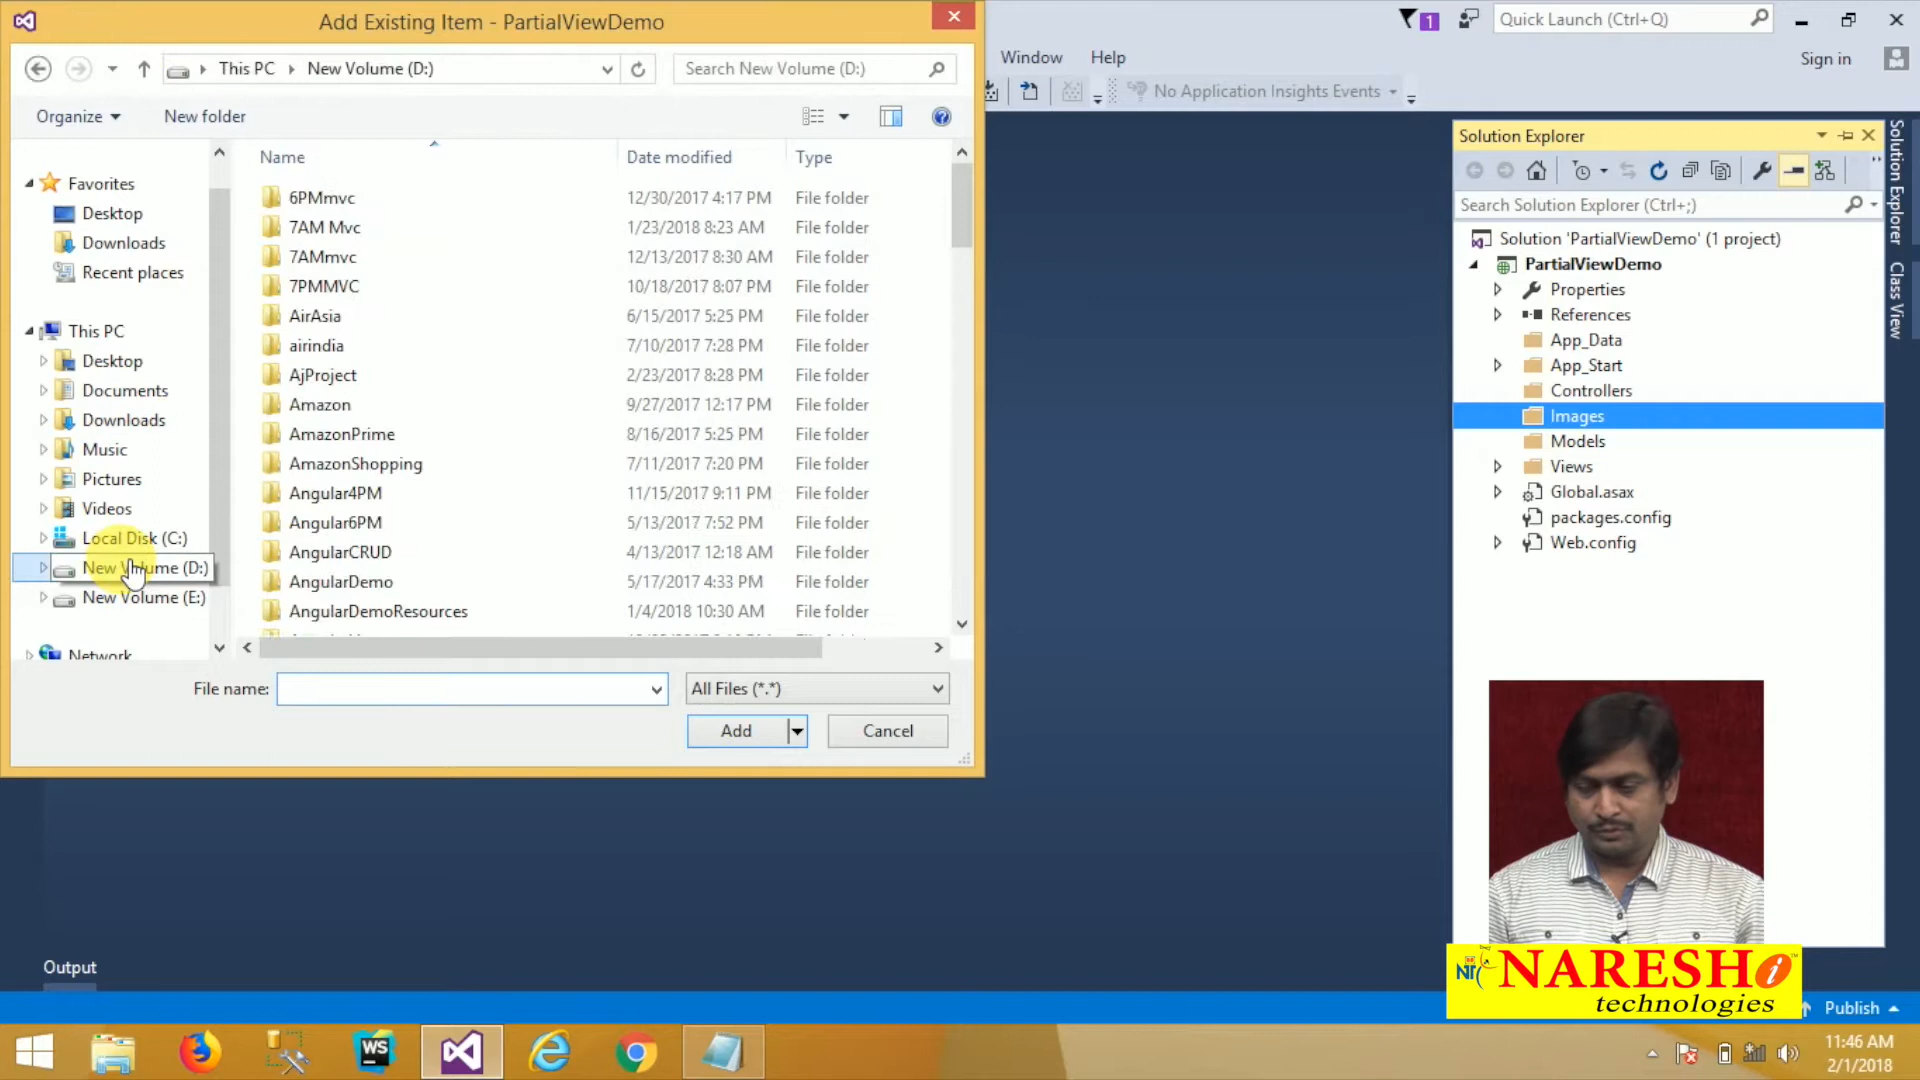 Add Existing Item - PartialViewDemo
1
Quick Launch (Ctrl+Q)
This PC
New Volume (D:)
Search New Volume (D:)
Window
Help
Sign in
No Application Insights Events
Organize
New folder
Name
Date modified
Type
Favorites
Desktop
Downloads
Recent places
This PC
Desktop
Documents
Downloads
Music
Pictures
Videos
Local Disk (C:)
New Volume (D:)
New Volume (E:)
Network
6PMmvc 12/30/2017 4:17 PM File folder
7AM Mvc 1/23/2018 8:23 AM File folder
7AMmvc 12/13/2017 8:30 AM File folder
7PMMVC 10/18/2017 8:07 PM File folder
AirAsia 6/15/2017 5:25 PM File folder
airindia 7/10/2017 7:28 PM File folder
AjProject 2/23/2017 8:28 PM File folder
Amazon 9/27/2017 12:17 PM File folder
AmazonPrime 8/16/2017 5:25 PM File folder
AmazonShopping 7/11/2017 7:20 PM File folder
Angular4PM 11/15/2017 9:11 PM File folder
Angular6PM 5/13/2017 7:52 PM File folder
AngularCRUD 4/13/2017 12:18 AM File folder
AngularDemo 5/17/2017 4:33 PM File folder
AngularDemoResources 1/4/2018 10:30 AM File folder
File name:
All Files (*.*)
Add
Cancel
Solution Explorer
Search Solution Explorer (Ctrl+;)
Solution 'PartialViewDemo' (1 project)
PartialViewDemo
Properties
References
App_Data
App_Start
Controllers
Images
Models
Views
Global.asax
packages.config
Web.config
Solution Explorer
Class View
Output
NARESH i
technologies
Publish
WS
11:46 AM
2/1/2018